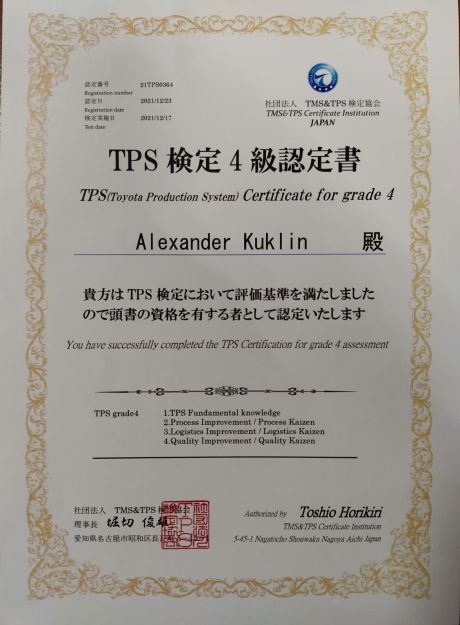 認定番号 21TPS0364
Registration number
認定日 2021/12/23
Registration date
検定実施日 2021/12/17
Test date
社団法人 TMS&TPS 検定協会
TMS&TPS Certificate Institution
JAPAN
TPS 検定 4 級認定書
TPS(Toyota Production System) Certificate for grade 4
Alexander Kuklin 殿
貴方は TPS 検定において評価基準を満たしました
ので頭書の資格を有する者として認定いたします
You have successfully completed the TPS Certification for grade 4 assessment
TPS grade4 1.TPS Fundamental knowledge
2.Process Improvement / Process Kaizen
3.Logistics Improvement / Logistics Kaizen
4.Quality Improvement / Quality Kaizen
社団法人 TMS&TPS 検定協会
理事長 堀切 俊雄
愛知県名古屋市昭和区長
Authorized by Toshio Horikiri
TMS&TPS Certificate Institution
5-45-1 Nagatocho Shouwaku Nagoya Aichi Japan